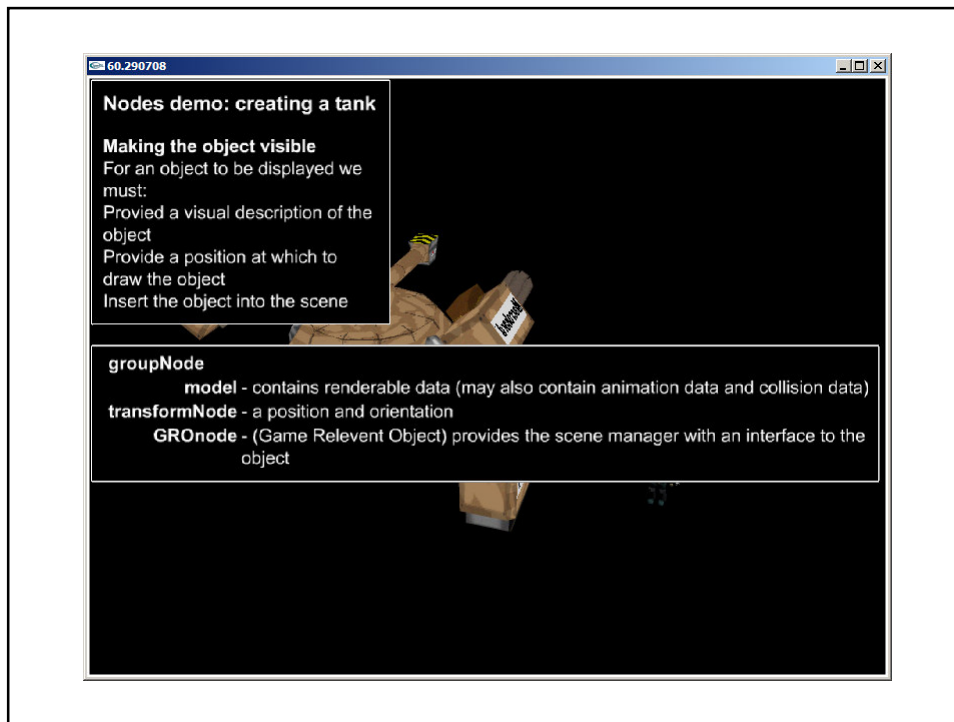 60.290708
Nodes demo: creating a tank
Making the object visible
For an object to be displayed we
must:
Provied a visual description of the
object
Provide a position at which to
draw the object
Insert the object into the scene
groupNode
model - contains renderable data (may also contain animation data and collision data)
transformNode - a position and orientation
GROnode - (Game Relevent Object) provides the scene manager with an interface to the
object